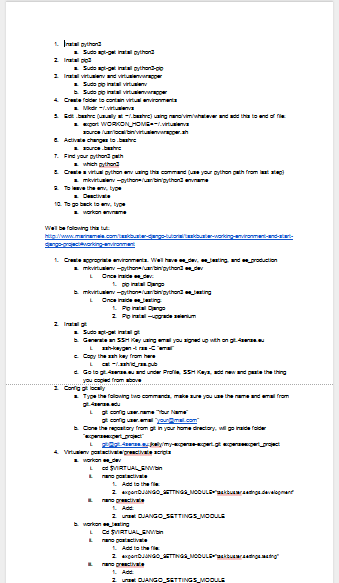 1. Install python3
a. Sudo apt-get install python3
2. Install pip3
a. Sudo apt-get install python3-pip
3. Install virtualenv and virtualenvwrapper
a. Sudo pip install virtualenv
b. Sudo pip install virtualenvwrapper
4. Create folder to contain virtual environments
a. Mkdir ~/.virtualenvs
5. Edit .bashrc (usually at ~/.bashrc) using nano/vim/whatever and add this to end of file:
a. export WORKON_HOME=~/.virtualenvs
source /usr/local/bin/virtualenvwrapper.sh
6. Activate changes to .bashrc
a. source .bashrc
7. Find your python3 path
a. which python3
8. Create a virtual python env using this command (use your python path from last step)
a. mkvirtualenv --python=/usr/bin/python3 envname
9. To leave the env, type
a. Deactivate
10. To go back to env, type
a. workon envname
We'll be following this tut:
http://www.marinamele.com/taskbuster-django-tutorial/taskbuster-working-environment-and-start-
django-project#working-environment
1. Create appropriate environments. We'll have ee_dev, ee_testing, and ee_production
a. mkvirtualenv --python=/usr/bin/python3 ee_dev
i. Once inside ee_dev:
1. pip install Django
b. mkvirtualenv --python=/usr/bin/python3 ee_testing
i. Once inside ee_testing:
1. Pip install Django
2. Pip install --upgrade selenium
2. Install git
a. Sudo apt-get install git
b. Generate an SSH Key using email you signed up with on git.4sense.eu
i. ssh-keygen -t rsa -C "email"
c. Copy the ssh key from here
i. cat ~/.ssh/id_rsa.pub
d. Go to git.4sense.eu and under Profile, SSH Keys, add new and paste the thing
you copied from above
3. Config git locally
a. Type the following two commands, make sure you use the name and email from
git.4sense.edu
i. git config user.name "Your Name"
git config user.email "your@mail.com"
b. Clone the repository from git in your home directory, will go inside folder
"expenseexpert_project"
i. git@git.4sense.eu:jkelly/my-expense-expert.git expenseexpert_project
4. Virtualenv postactivate/preactivate scripts
a. workon ee_dev
i. cd $VIRTUAL_ENV/bin
ii. nano postactivate
1. Add to the file:
2. export DJANGO_SETTINGS_MODULE="taskbuster.settings.development"
iii. nano preactivate
1. Add:
2. unset DJANGO_SETTINGS_MODULE
b. workon ee_testing
i. Cd $VIRTUAL_ENV/bin
ii. nano postactivate
1. Add to the file:
2. export DJANGO_SETTINGS_MODULE="taskbuster.settings.testing"
iii. nano preactivate
1. Add:
2. unset DJANGO_SETTINGS_MODULE